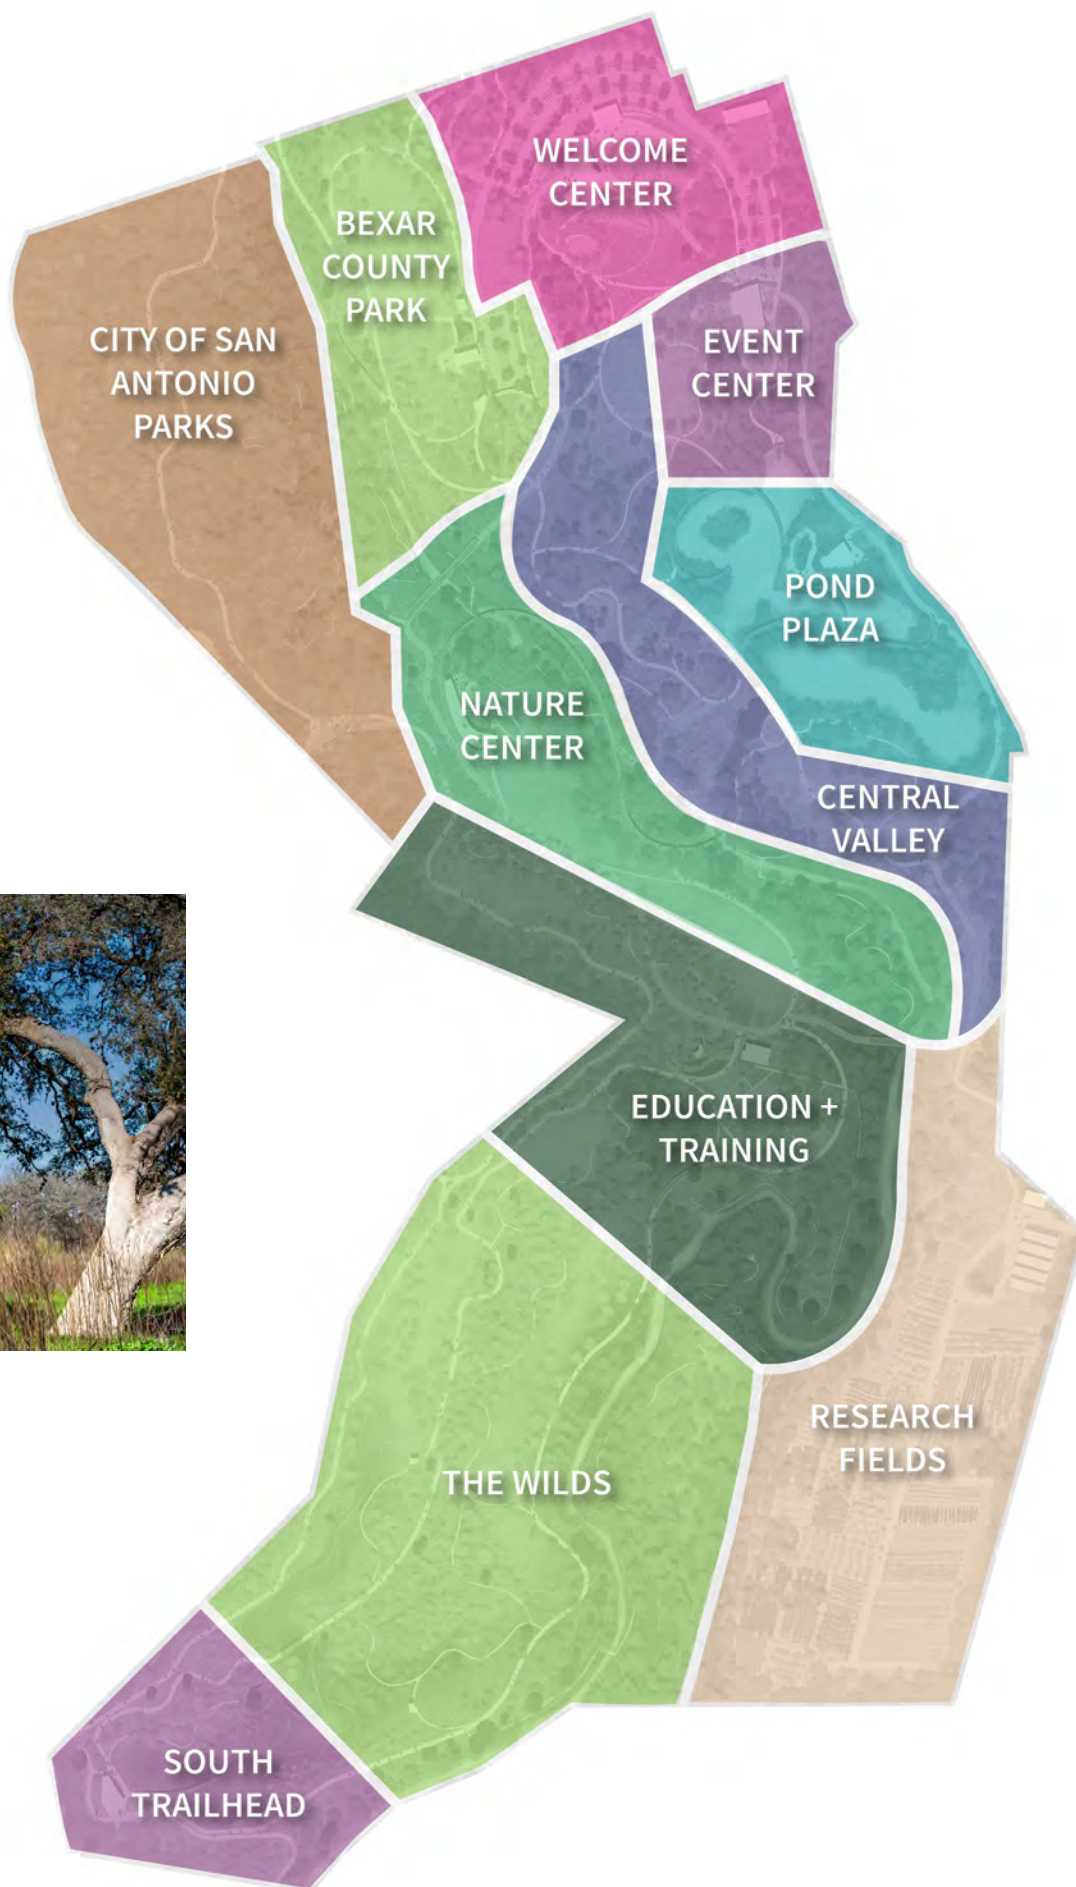 WELCOME
CENTER
BEXAR
COUNTY
PARK
CITY OF SAN
ANTONIO
PARKS
EVENT
CENTER
POND
PLAZA
NATURE
CENTER
CENTRAL
VALLEY
EDUCATION +
TRAINING
RESEARCH
FIELDS
THE WILDS
SOUTH
TRAILHEAD